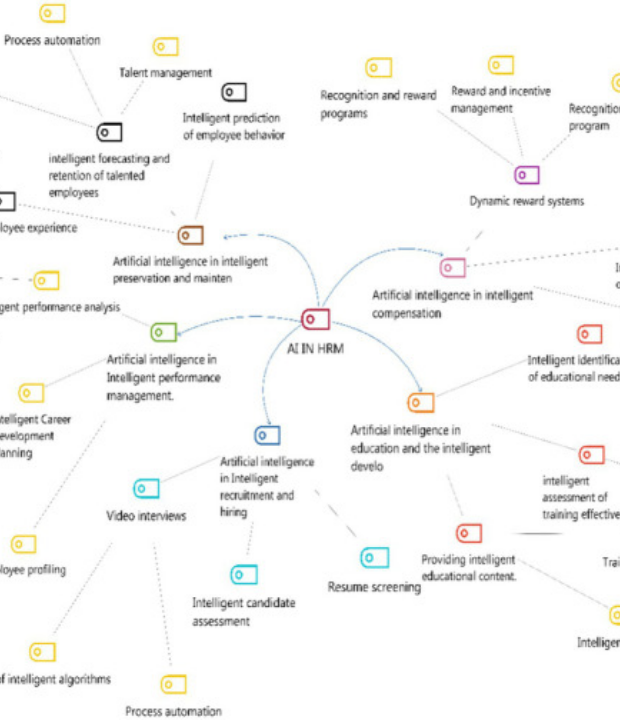 Process automation
Talent management
Intelligent prediction
of employee behavior
intelligent forecasting and
retention of talented
employees
loyee experience
Artificial intelligence in intelligent
preservation and mainten
gent performance analysis
Artificial intelligence in
Intelligent performance
management.
telligent Career
evelopment
anning
loyee profiling
Video interviews
f intelligent algorithms
Process automation
Artificial intelligence
in Intelligent
recruitment and
hiring
Intelligent candidate
assessment
Resume screening
AI IN HRM
Recognition and reward
programs
Reward and incentive
management
Recognitio
program
Dynamic reward systems
Artificial intelligence in intelligent
compensation
Intelligent identifica
of educational need
Artificial intelligence in
education and the intelligent
develo
intelligent
assessment of
training effective
Providing intelligent
educational content.
Trai
Intelliger